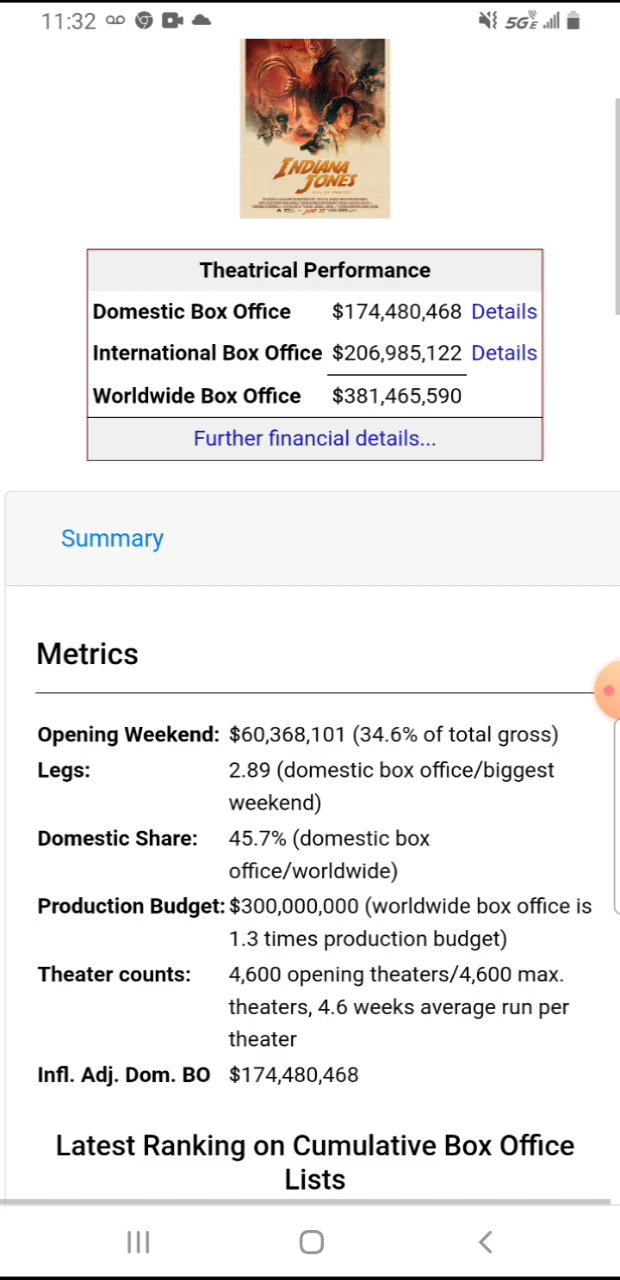 11:32
5GE
INDIANA
JONES
Theatrical Performance
Domestic Box Office $174,480,468 Details
International Box Office $206,985,122 Details
Worldwide Box Office $381,465,590
Further financial details...
Summary
Metrics
Opening Weekend: $60,368,101 (34.6% of total gross)
Legs: 2.89 (domestic box office/biggest
weekend)
Domestic Share: 45.7% (domestic box
office/worldwide)
Production Budget: $300,000,000 (worldwide box office is
1.3 times production budget)
Theater counts: 4,600 opening theaters/4,600 max.
theaters, 4.6 weeks average run per
theater
Infl. Adj. Dom. BO $174,480,468
Latest Ranking on Cumulative Box Office
Lists